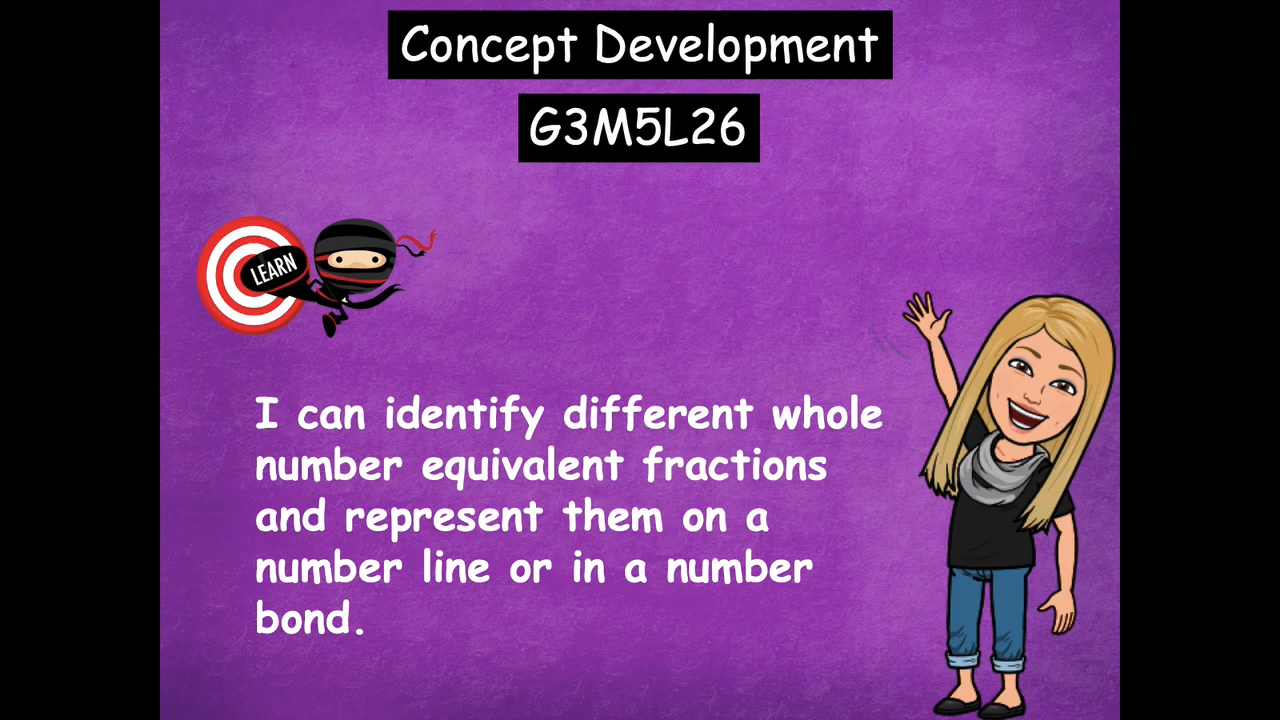 Concept Development
G3M5L26
LEARN
I can identify different whole
number equivalent fractions
and represent them on a
number line or in a number
bond.